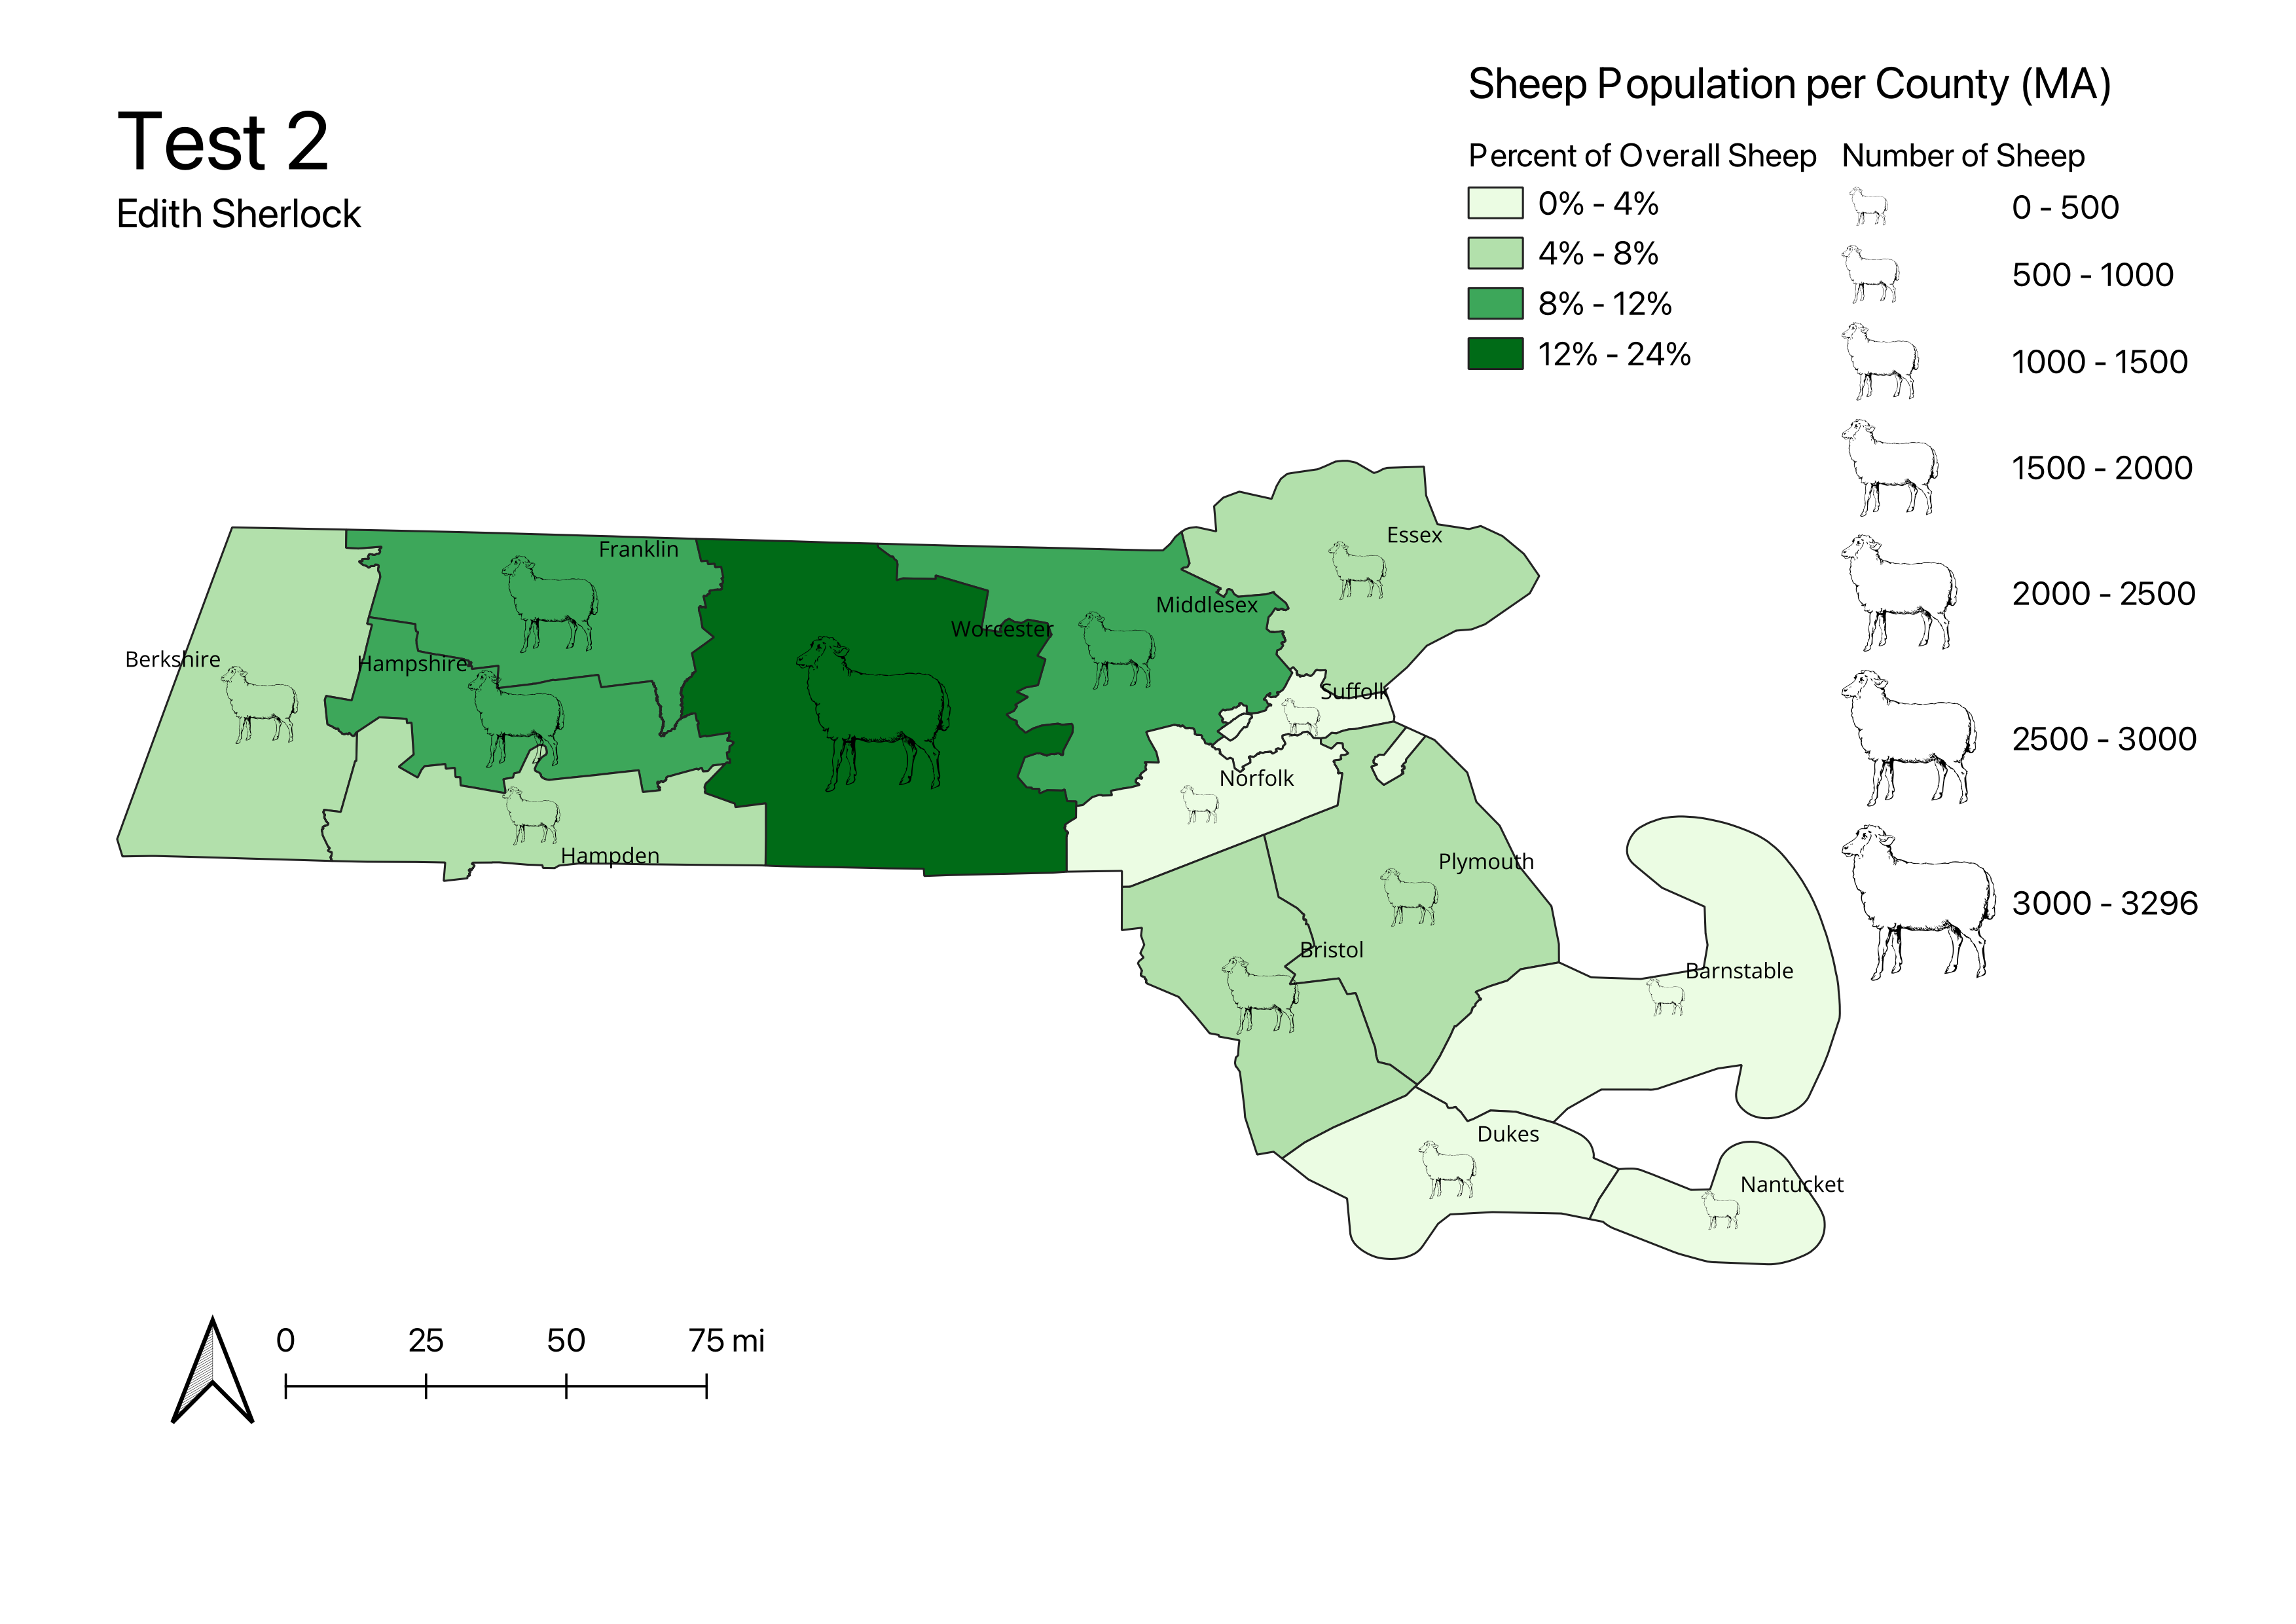 Test 2
Edith Sherlock
Sheep Population per County (MA)
Percent of Overall Sheep
0% - 4%
4% - 8%
8% - 12%
12% - 24%
Number of Sheep
0 - 500
500 - 1000
1000 - 1500
1500 - 2000
2000 - 2500
2500 - 3000
3000 - 3296
Essex
Franklin
Middlesex
Worcester
Berkshire
Hampshire
Suffolk
Norfolk
Hampden
Plymouth
Bristol
Barnstable
Dukes
Nantucket
0 25 50 75 mi